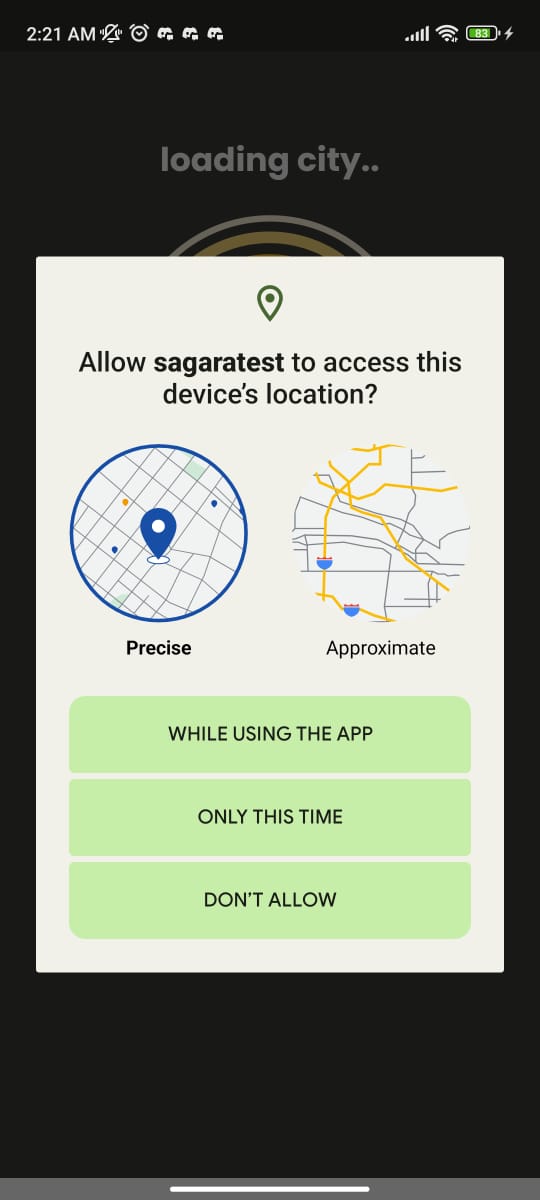 2:21 AM
83
loading city..
Allow sagaratest to access this
device's location?
Precise
Approximate
WHILE USING THE APP
ONLY THIS TIME
DON'T ALLOW